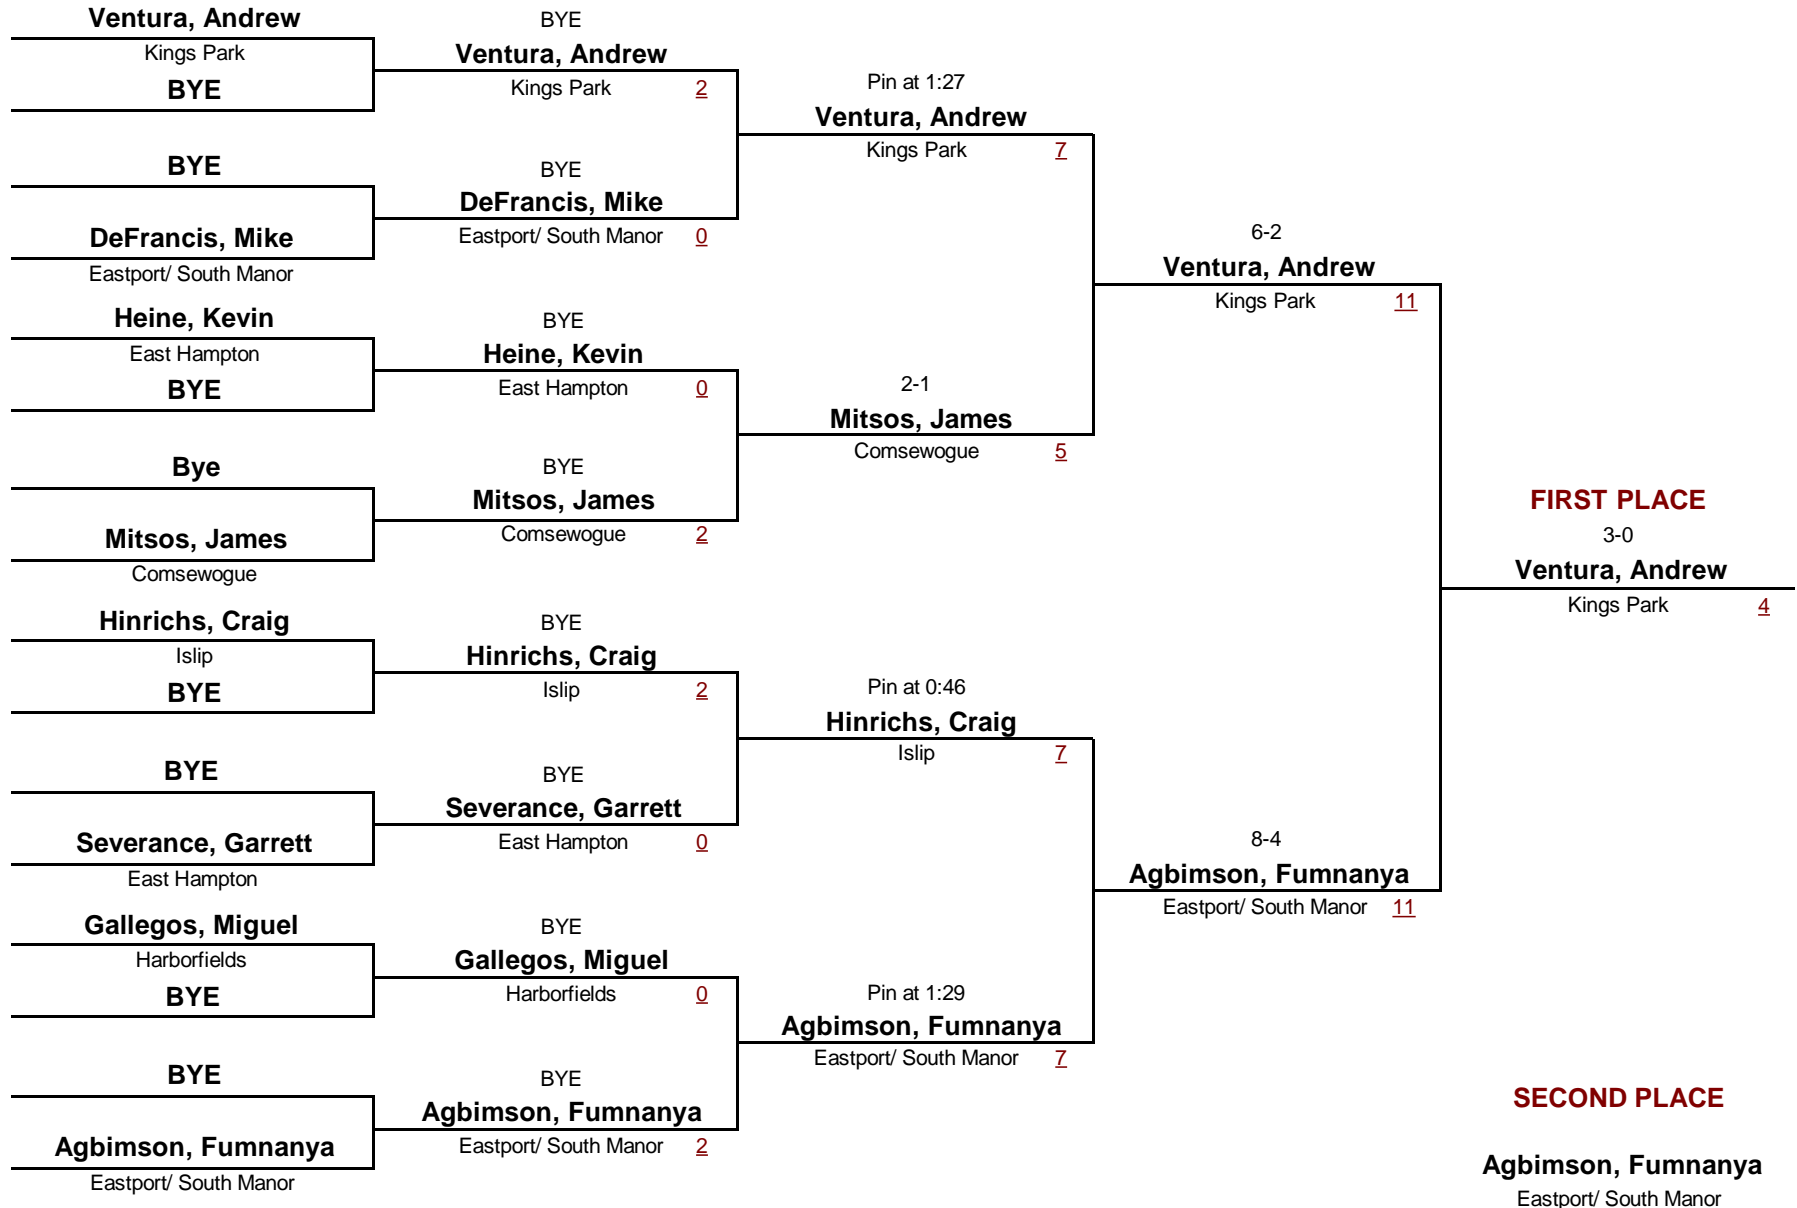 Ventura, Andrew
Kings Park
BYE
BYE
DeFrancis, Mike
Eastport/ South Manor
Heine, Kevin
East Hampton
BYE
Bye
Mitsos, James
Comsewogue
Hinrichs, Craig
Islip
BYE
BYE
Severance, Garrett
East Hampton
Gallegos, Miguel
Harborfields
BYE
BYE
Agbimson, Fumnanya
Eastport/ South Manor
BYE
Ventura, Andrew
Kings Park 2
BYE
DeFrancis, Mike
Eastport/ South Manor 0
BYE
Heine, Kevin
East Hampton 0
BYE
Mitsos, James
Comsewogue 2
BYE
Hinrichs, Craig
Islip 2
BYE
Severance, Garrett
East Hampton 0
BYE
Gallegos, Miguel
Harborfields 0
BYE
Agbimson, Fumnanya
Eastport/ South Manor 2
Pin at 1:27
Ventura, Andrew
Kings Park 7
2-1
Mitsos, James
Comsewogue 5
Pin at 0:46
Hinrichs, Craig
Islip 7
Pin at 1:29
Agbimson, Fumnanya
Eastport/ South Manor 7
6-2
Ventura, Andrew
Kings Park 11
8-4
Agbimson, Fumnanya
Eastport/ South Manor 11
FIRST PLACE
3-0
Ventura, Andrew
Kings Park 4
SECOND PLACE
Agbimson, Fumnanya
Eastport/ South Manor